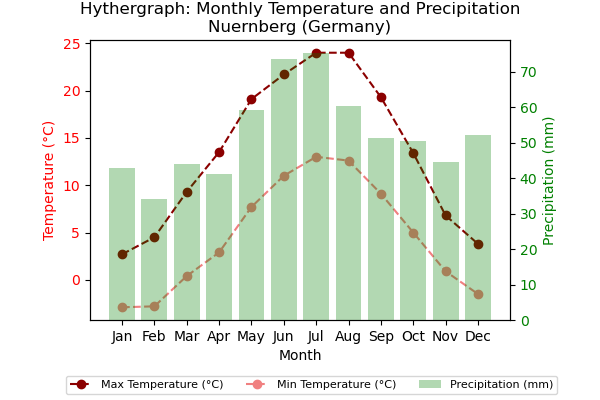 Hythergraph: Monthly Temperature and Precipitation
Nuernberg (Germany)
25
20
15
10
5
0
Temperature (°C)
70
60
50
40
30
20
10
0
Precipitation (mm)
Jan Feb Mar Apr May Jun Jul Aug Sep Oct Nov Dec
Month
Max Temperature (°C) Min Temperature (°C) Precipitation (mm)